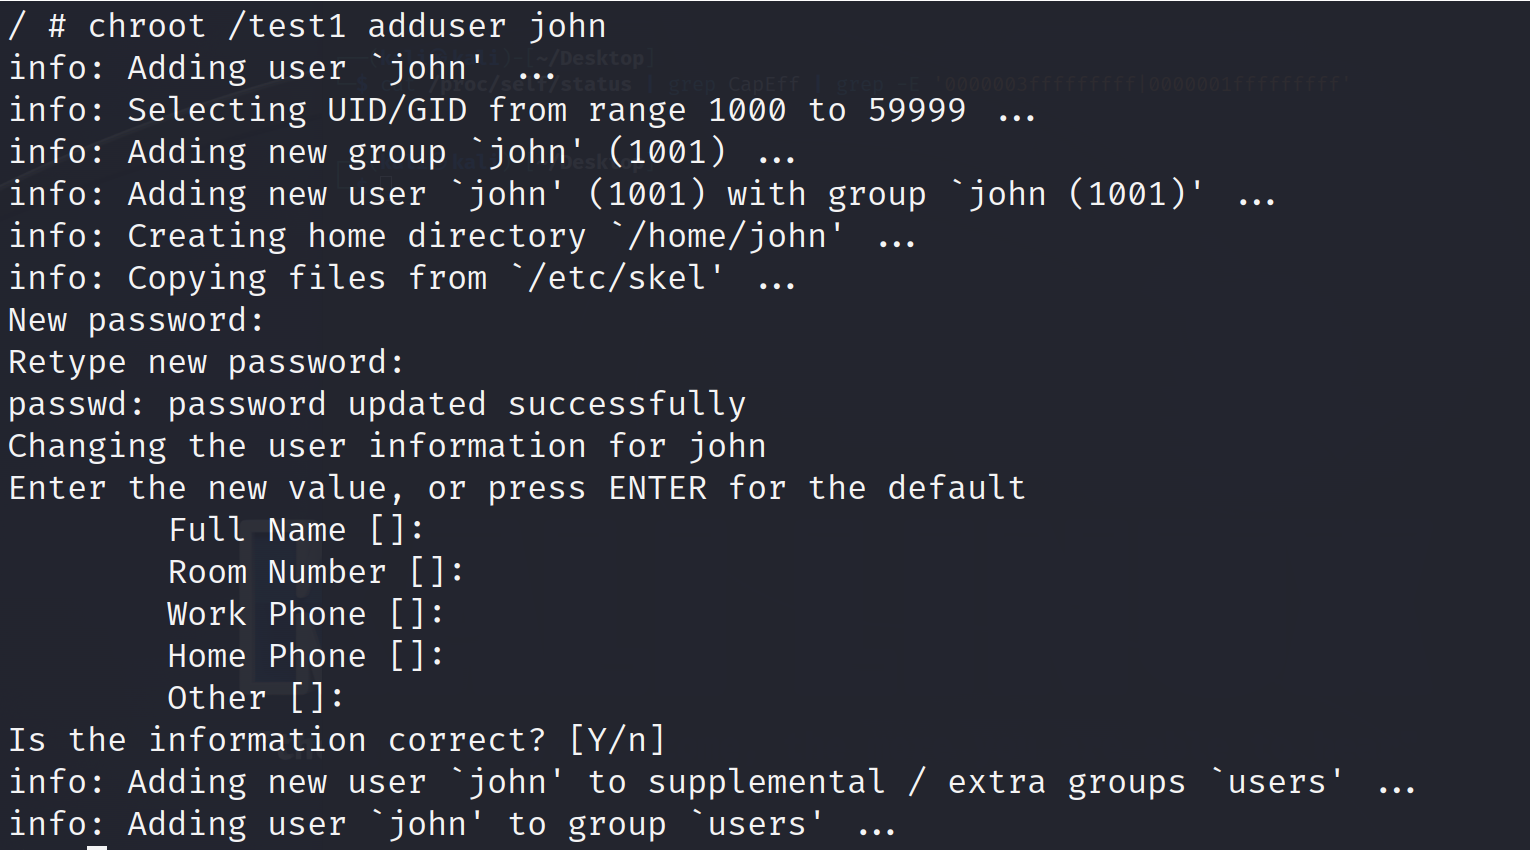 / # chroot /test1 adduser john
info: Adding user `john' ...
info: Selecting UID/GID from range 1000 to 59999 ...
info: Adding new group `john' (1001) ...
info: Adding new user `john' (1001) with group `john (1001)' ...
info: Creating home directory `/home/john' ...
info: Copying files from `/etc/skel' ...
New password:
Retype new password:
passwd: password updated successfully
Changing the user information for john
Enter the new value, or press ENTER for the default
Full Name []:
Room Number []:
Work Phone []:
Home Phone []:
Other []:
Is the information correct? [Y/n]
info: Adding new user `john' to supplemental / extra groups `users' ...
info: Adding user `john' to group `users' ...